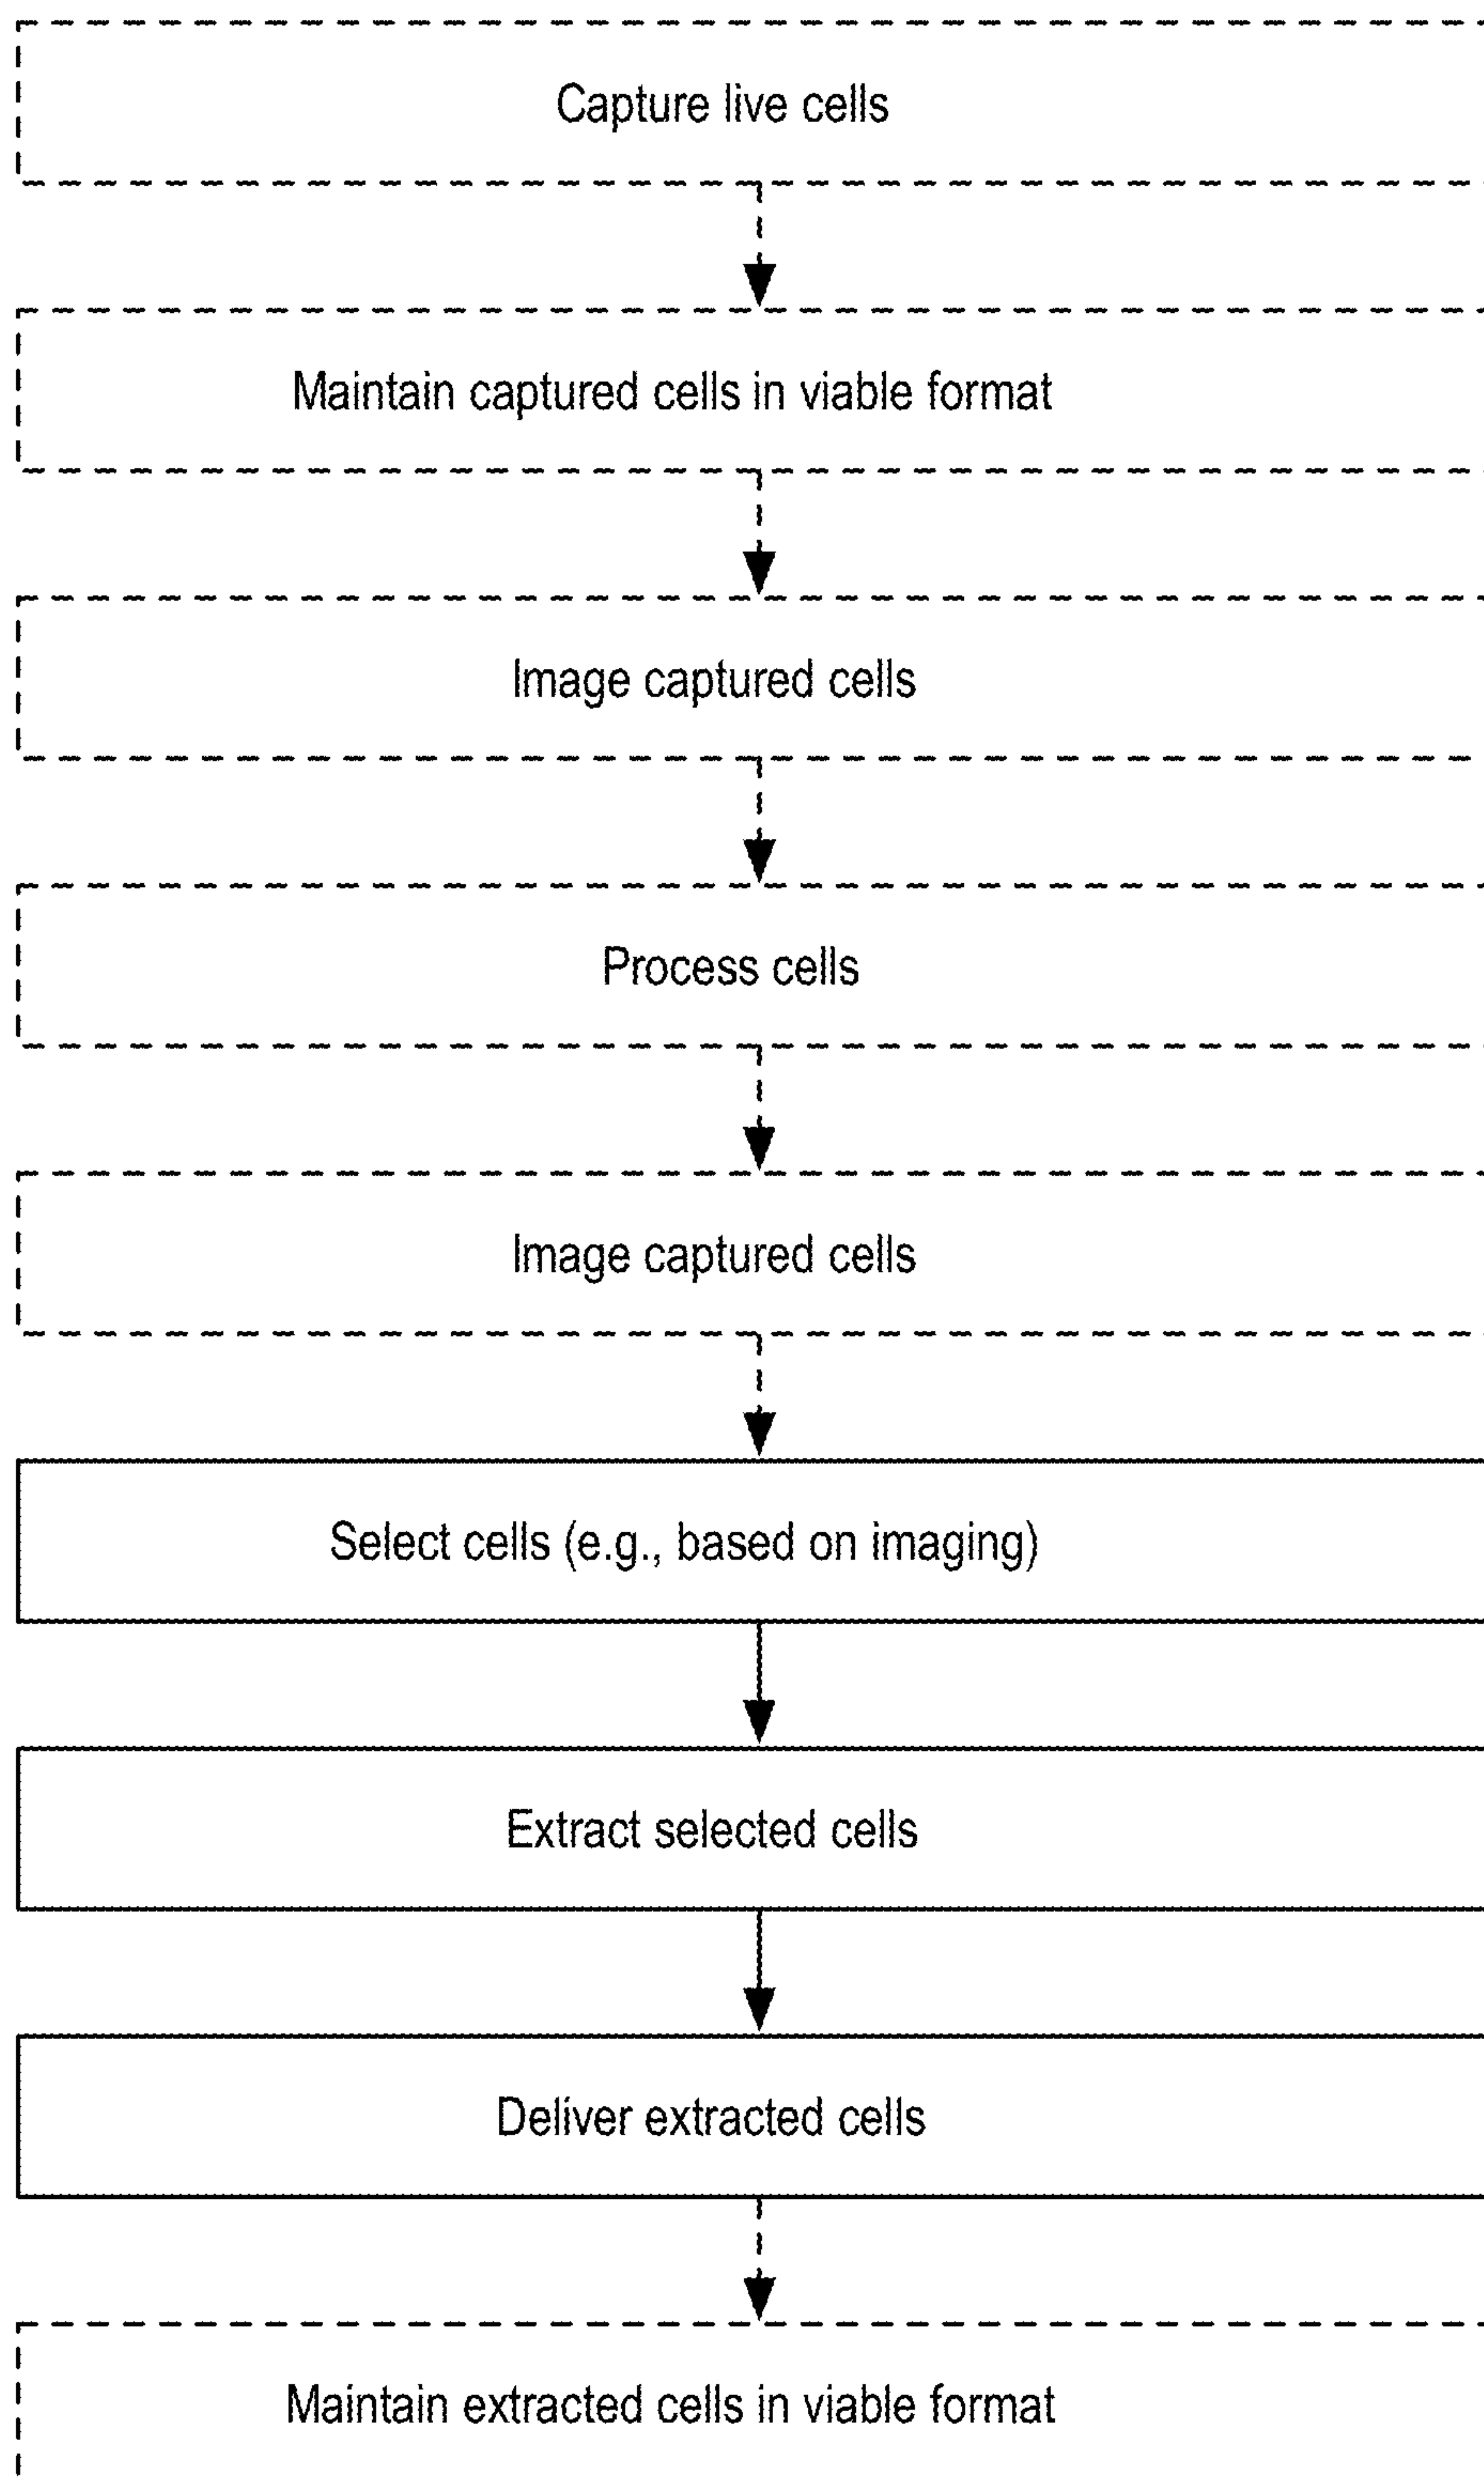 Capture live cells
Maintain captured cells in viable format
Image captured cells
Process cells
Image captured cells
Select cells (e.g., based on imaging)
Extract selected cells
Deliver extracted cells
Maintain extracted cells in viable format